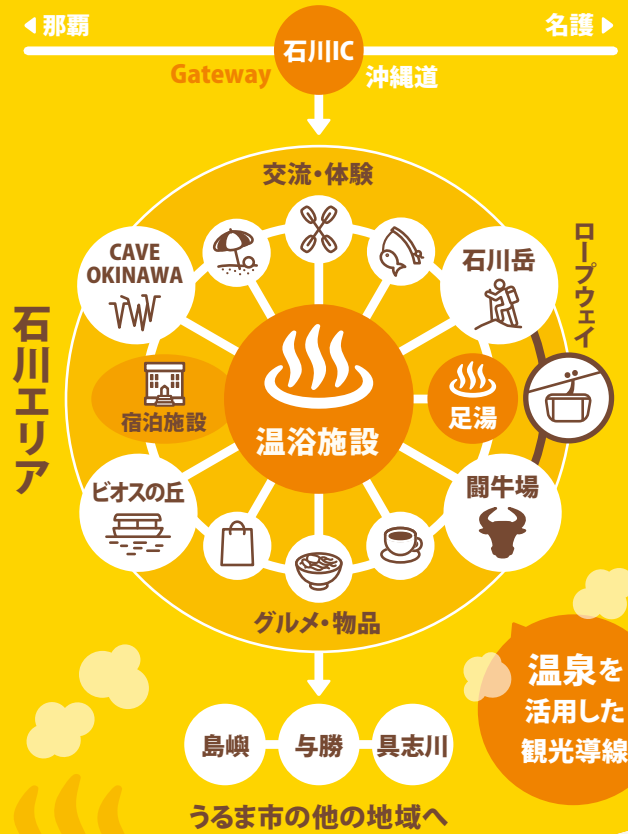 那覇
名護
石川IC
Gateway
沖縄道
交流・体験
CAVE
OKINAWA
石川岳
ロープウェイ
石川エリア
宿泊施設
温浴施設
足湯
ビオスの丘
闘牛場
グルメ・物品
温泉を
活用した
観光導線
島嶼
与勝
具志川
うるま市の他の地域へ